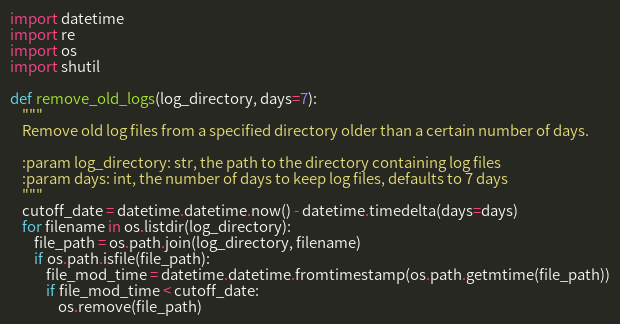 import datetime
import re
import os
import shutil

def remove_old_logs(log_directory, days=7):
    """
    Remove old log files from a specified directory older than a certain number of days.

    :param log_directory: str, the path to the directory containing log files
    :param days: int, the number of days to keep log files, defaults to 7 days
    """
    cutoff_date = datetime.datetime.now() - datetime.timedelta(days=days)
    for filename in os.listdir(log_directory):
        file_path = os.path.join(log_directory, filename)
        if os.path.isfile(file_path):
            file_mod_time = datetime.datetime.fromtimestamp(os.path.getmtime(file_path))
            if file_mod_time < cutoff_date:
                os.remove(file_path)